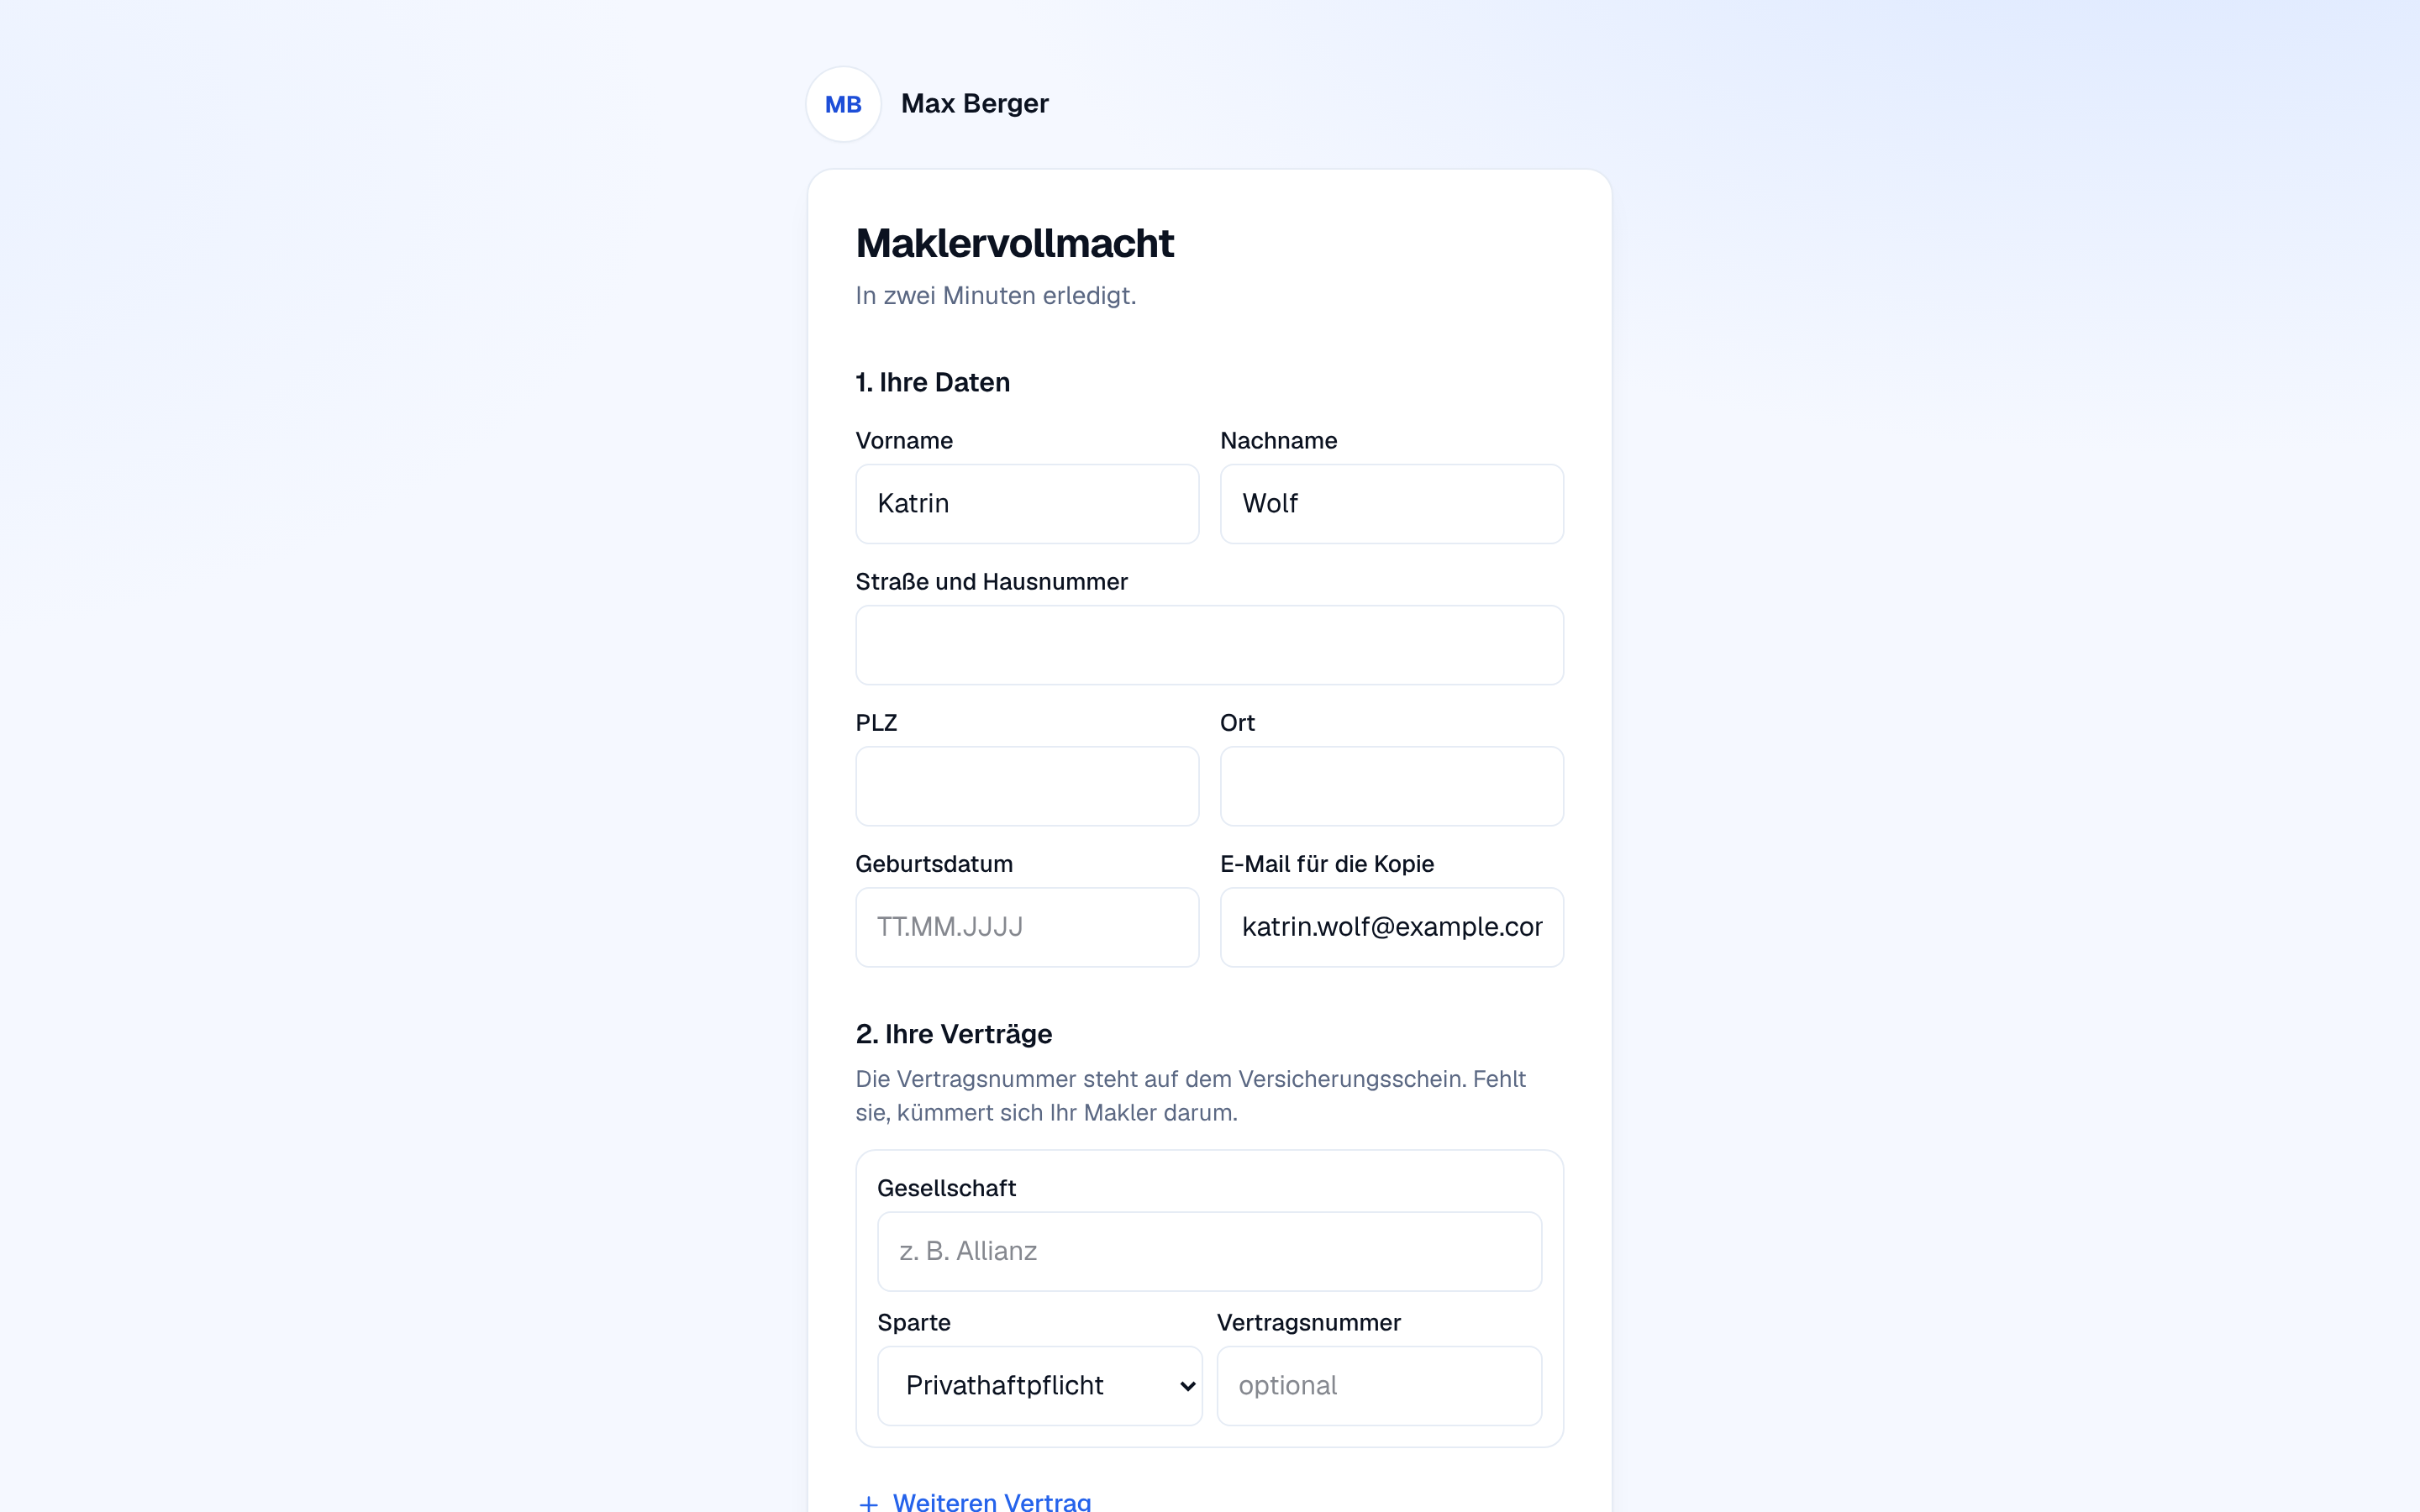 MB
Max Berger
Maklervollmacht
In zwei Minuten erledigt.
1. Ihre Daten
Vorname
Nachname
Katrin
Wolf
Straße und Hausnummer
PLZ
Ort
Geburtsdatum
E-Mail für die Kopie
TT.MM.JJJJ
katrin.wolf@example.cor
2. Ihre Verträge
Die Vertragsnummer steht auf dem Versicherungsschein. Fehlt
sie, kümmert sich Ihr Makler darum.
Gesellschaft
z. B. Allianz
Sparte
Vertragsnummer
Privathaftpflicht
optional
+ Weiteren Vertrag